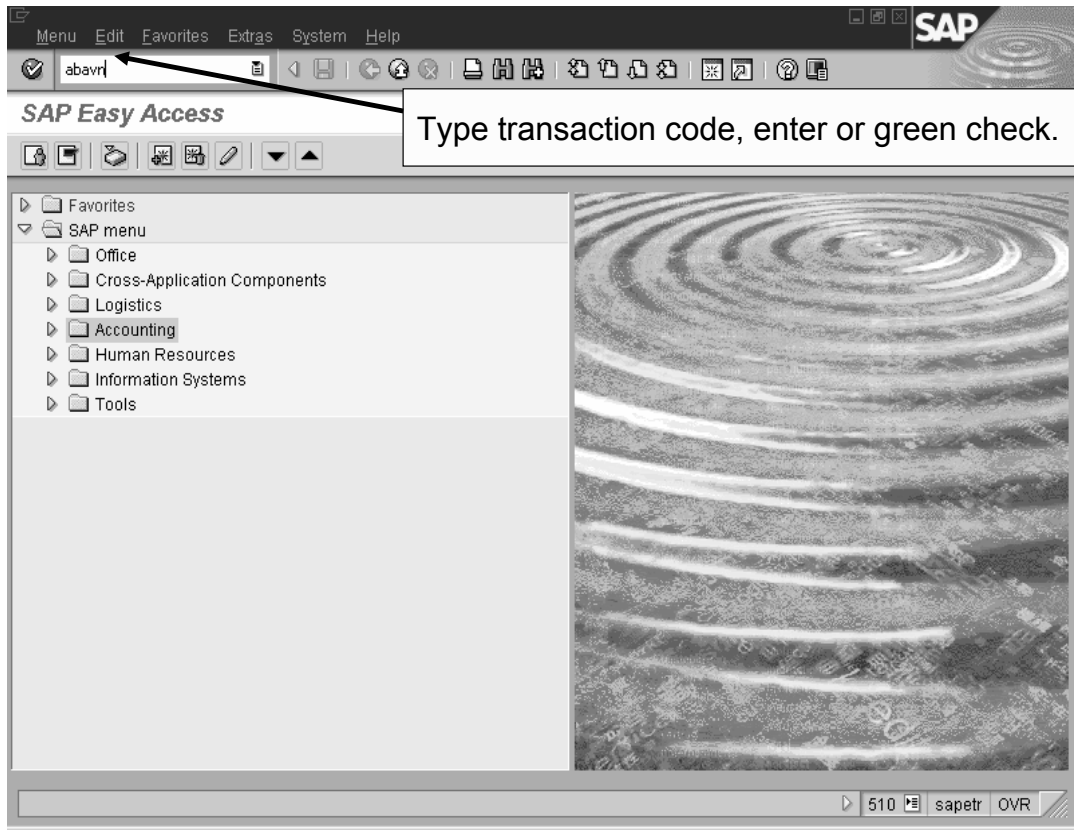 Menu Edit Favorites Extras System Help
SAP
abavn
SAP Easy Access
Type transaction code, enter or green check.
Favorites
SAP menu
Office
Cross-Application Components
Logistics
Accounting
Human Resources
Information Systems
Tools
510 sapetr OVR